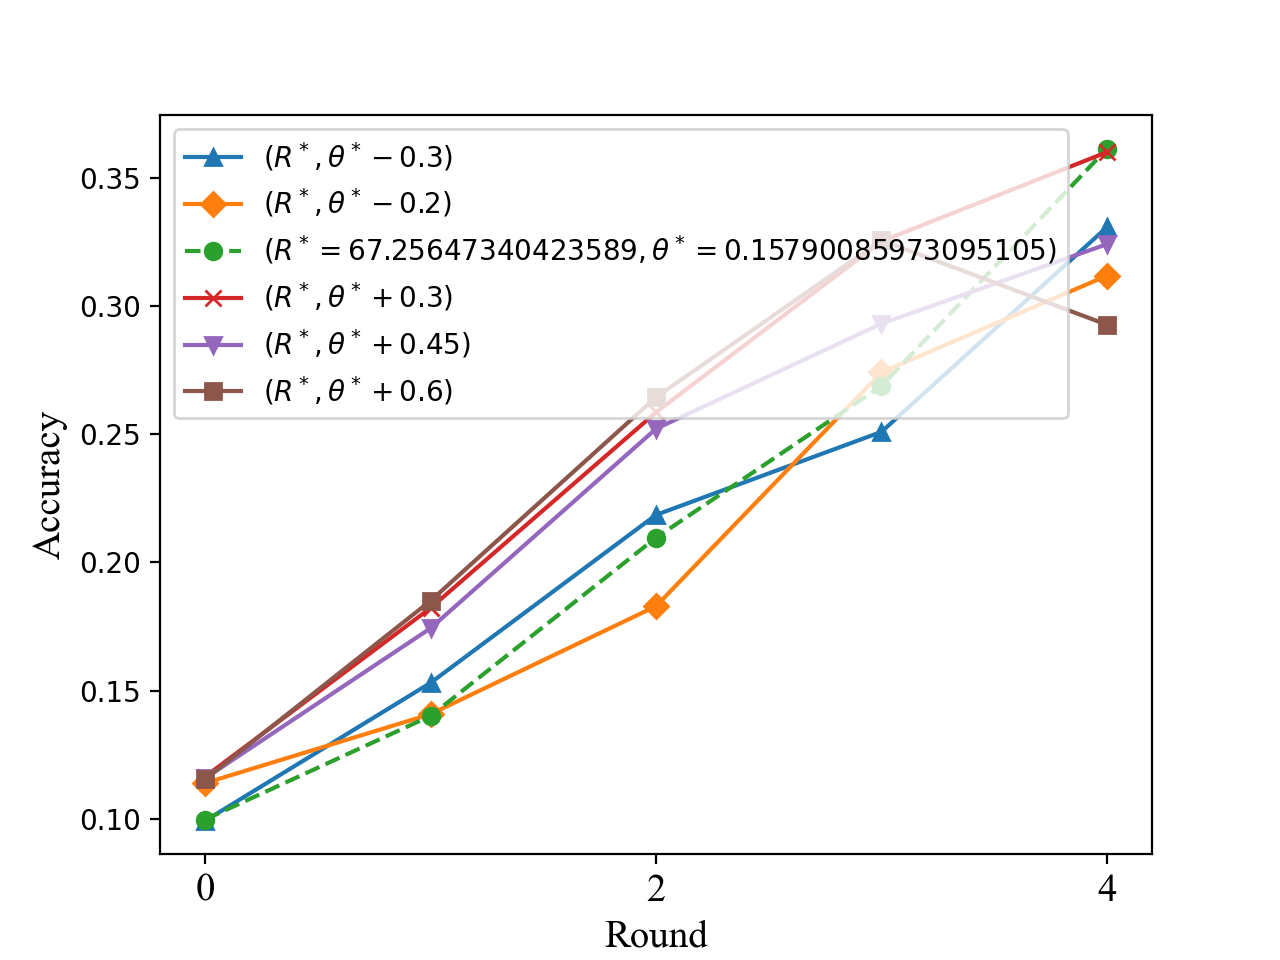 (R*, θ* − 0.3)
(R*, θ* − 0.2)
(R* = 67.25647340423589, θ* = 0.15790085973095105)
(R*, θ* + 0.3)
(R*, θ* + 0.45)
(R*, θ* + 0.6)
0.35
0.30
0.25
0.20
0.15
0.10
Accuracy
0 2 4
Round